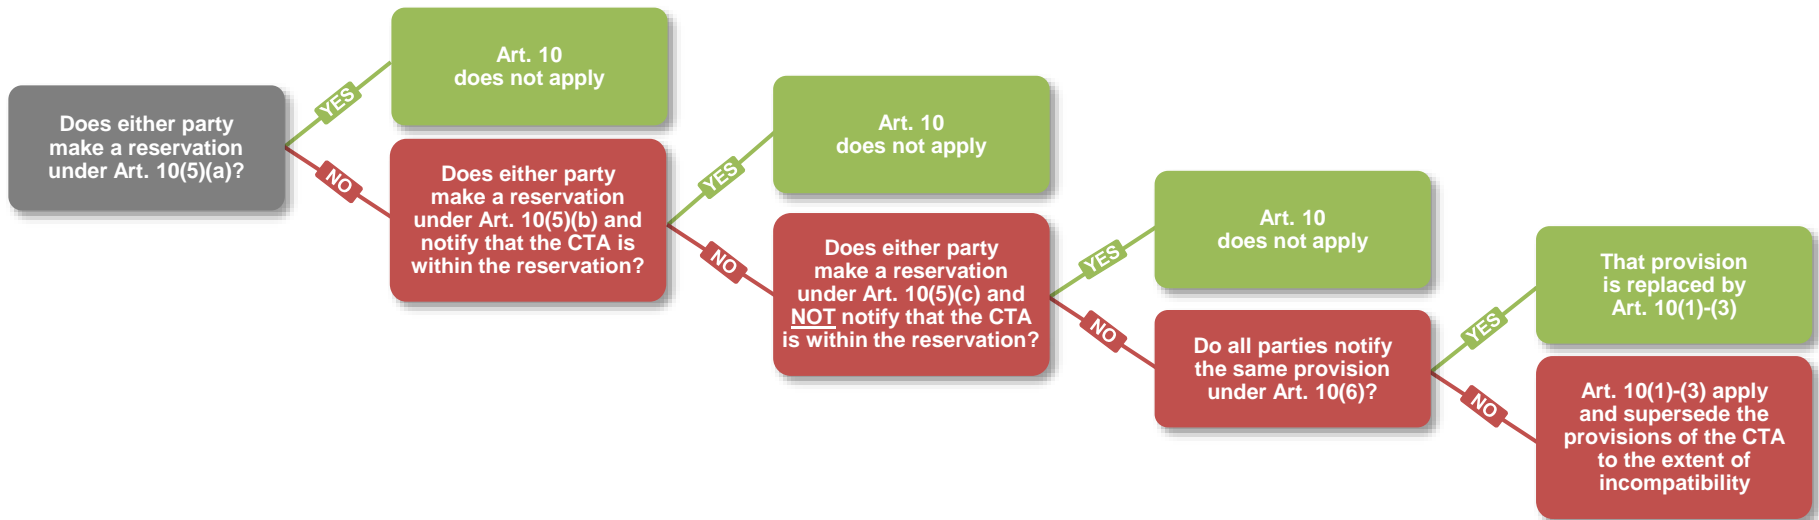 Does either party
make a reservation
under Art. 10(5)(a)?
YES
Art. 10
does not apply
NO
Does either party
make a reservation
under Art. 10(5)(b) and
notify that the CTA is
within the reservation?
YES
Art. 10
does not apply
NO
Does either party
make a reservation
under Art. 10(5)(c) and
NOT notify that the CTA
is within the reservation?
YES
Art. 10
does not apply
NO
Do all parties notify
the same provision
under Art. 10(6)?
YES
That provision
is replaced by
Art. 10(1)-(3)
NO
Art. 10(1)-(3) apply
and supersede the
provisions of the CTA
to the extent of
incompatibility